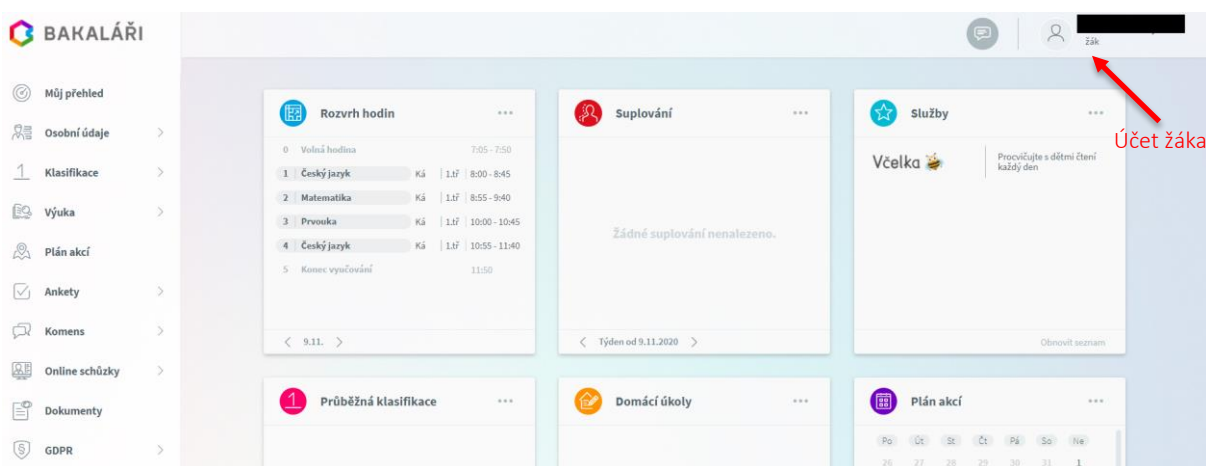 BAKALÁŘI
žák
Účet žáka
Můj přehled
Osobní údaje
Klasifikace
Výuka
Plán akcí
Ankety
Komens
Online schůzky
Dokumenty
GDPR
Rozvrh hodin
0 Volná hodina 7:05 - 7:50
1 Český jazyk Ká 1.tř 8:00 - 8:45
2 Matematika Ká 1.tř 8:55 - 9:40
3 Prvouka Ká 1.tř 10:00 - 10:45
4 Český jazyk Ká 1.tř 10:55 - 11:40
5 Konec vyučování 11:50
9.11.
Suplování
Žádné suplování nenalezeno.
Týden od 9.11.2020
Služby
Včelka
Procvičujte s dětmi čtení
každý den
Obnovit seznam
1 Průběžná klasifikace
Domácí úkoly
Plán akcí
Po Út St Čt Pá So Ne
26 27 28 29 30 31 1